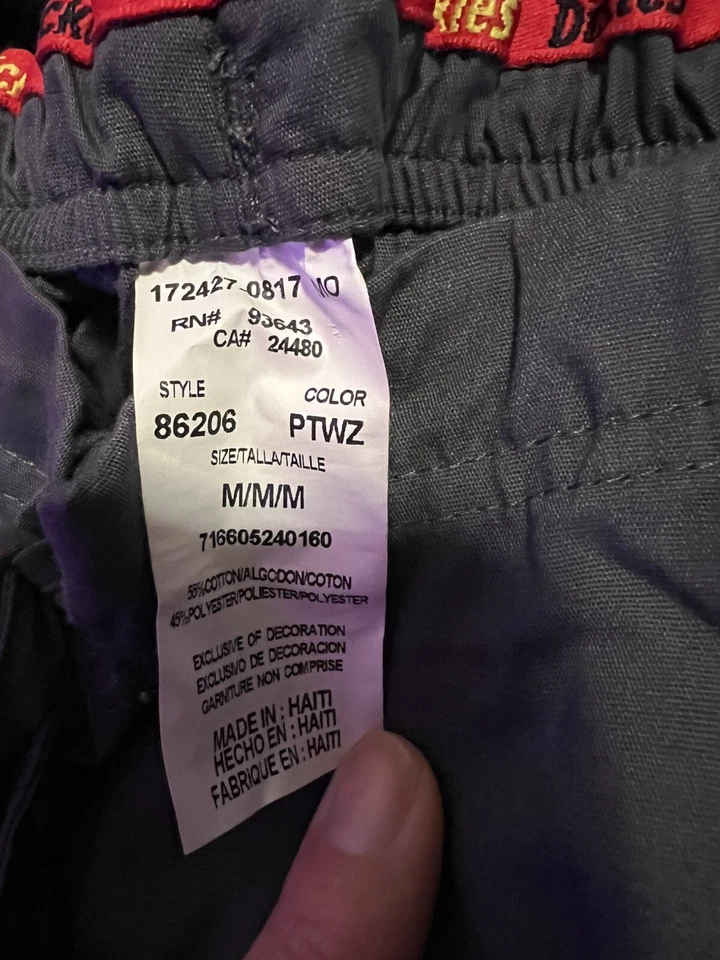 Dickies
172427-0817 MO
RN# 93643
CA# 24480
STYLE COLOR
86206 PTWZ
SIZE/TALLA/TAILLE
M/M/M
716605240160
55%COTTON/ALGODON/COTON
45%POLYESTER/POLIESTER/POLYESTER
EXCLUSIVE OF DECORATION
EXCLUSIVO DE DECORACION
GARNITURE NON COMPRISE
MADE IN : HAITI
HECHO EN : HAITI
FABRIQUE EN : HAITI